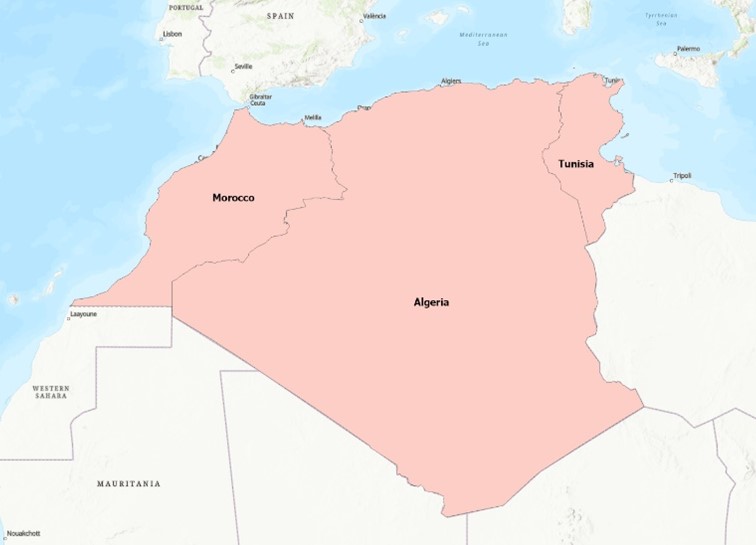 PORTUGAL
SPAIN
València
Lisbon
Tyrrhenian
Sea
Mediterranean
Sea
Palermo
Seville
Algiers
Gibraltar
Ceuta
Melilla
Tunisia
Tripoli
Morocco
Algeria
Laayoune
WESTERN
SAHARA
MAURITANIA
Nouakchott